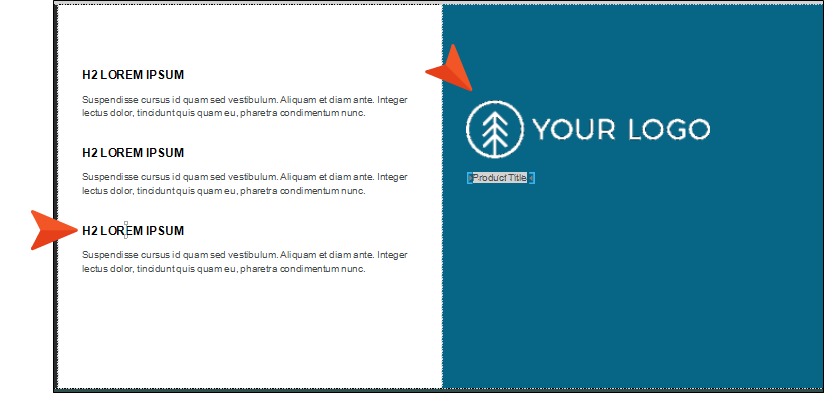 H2 LOREM IPSUM
Suspendisse cursus id quam sed vestibulum. Aliquam et diam ante. Integer
lectus dolor, tincidunt quis quam eu, pharetra condimentum nunc.
H2 LOREM IPSUM
Suspendisse cursus id quam sed vestibulum. Aliquam et diam ante. Integer
lectus dolor, tincidunt quis quam eu, pharetra condimentum nunc.
H2 LOREM IPSUM
Suspendisse cursus id quam sed vestibulum. Aliquam et diam ante. Integer
lectus dolor, tincidunt quis quam eu, pharetra condimentum nunc.
YOUR LOGO
Product Title